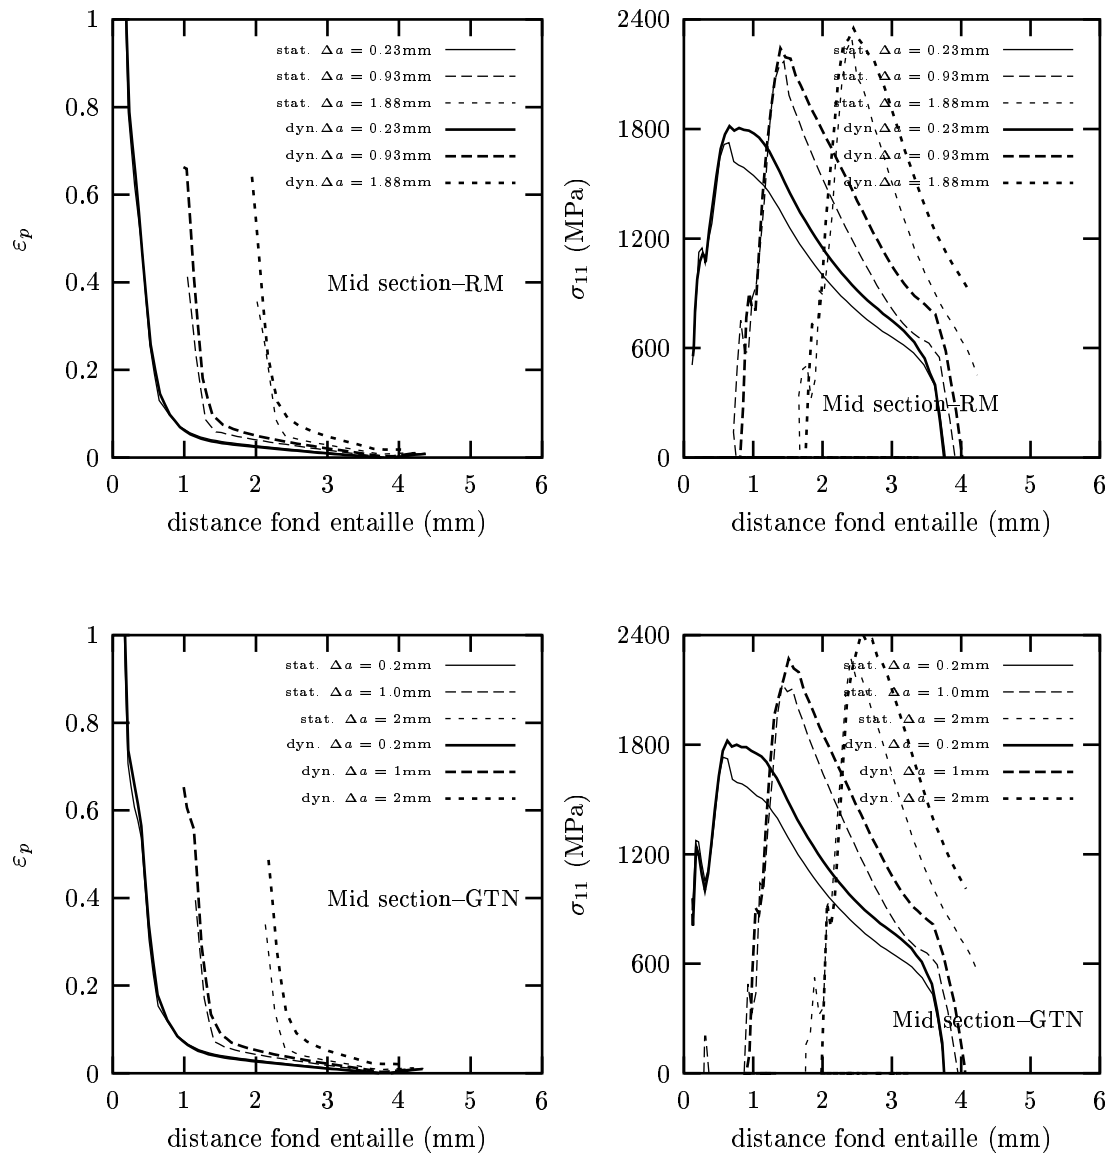 1
0.8
0.6
0.4
0.2
0
0 1 2 3 4 5 6
εp
distance fond entaille (mm)
stat. Δa = 0.23mm
stat. Δa = 0.93mm
stat. Δa = 1.88mm
dyn.Δa = 0.23mm
dyn.Δa = 0.93mm
dyn.Δa = 1.88mm
Mid section–RM
2400
1800
1200
600
0
0 1 2 3 4 5 6
σ11 (MPa)
distance fond entaille (mm)
stat. Δa = 0.23mm
stat. Δa = 0.93mm
stat. Δa = 1.88mm
dyn.Δa = 0.23mm
dyn.Δa = 0.93mm
dyn.Δa = 1.88mm
Mid section–RM
1
0.8
0.6
0.4
0.2
0
0 1 2 3 4 5 6
εp
distance fond entaille (mm)
stat. Δa = 0.2mm
stat. Δa = 1.0mm
stat. Δa = 2mm
dyn. Δa = 0.2mm
dyn. Δa = 1mm
dyn. Δa = 2mm
Mid section–GTN
2400
1800
1200
600
0
0 1 2 3 4 5 6
σ11 (MPa)
distance fond entaille (mm)
stat. Δa = 0.2mm
stat. Δa = 1.0mm
stat. Δa = 2mm
dyn. Δa = 0.2mm
dyn. Δa = 1mm
dyn. Δa = 2mm
Mid section–GTN